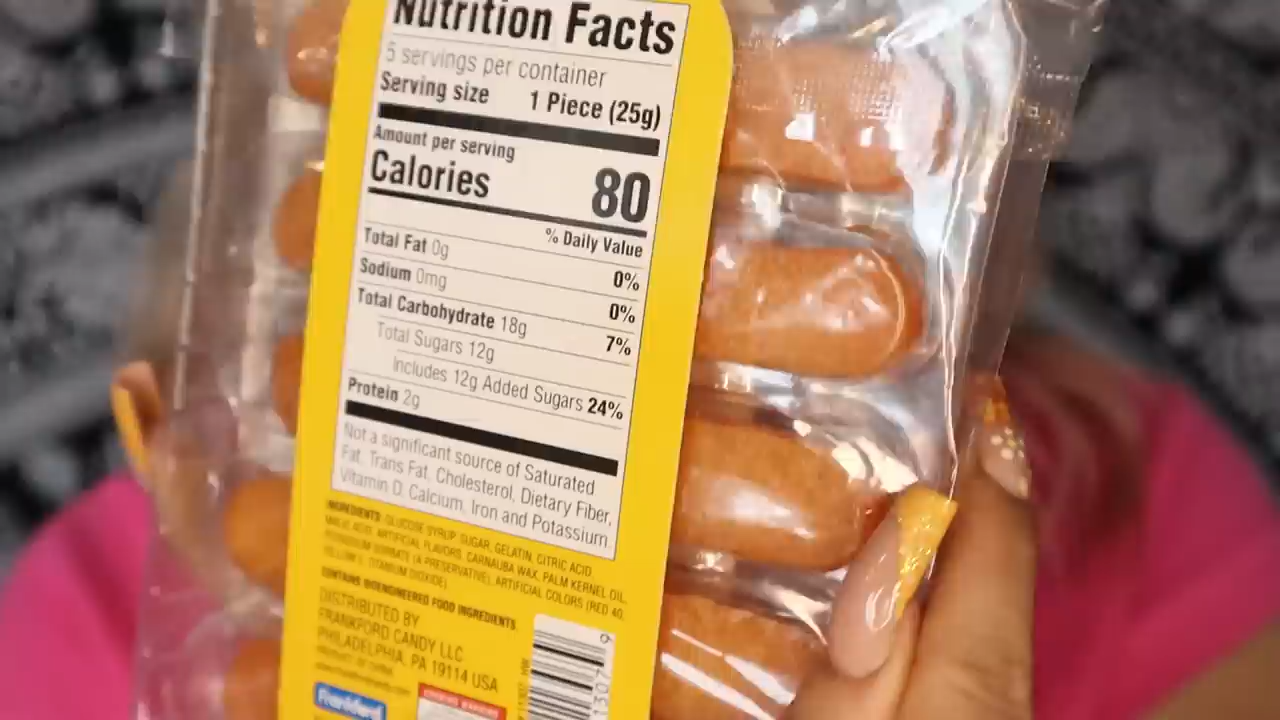 Nutrition Facts
5 servings per container
Serving size 1 Piece (25g)
Amount per serving
Calories 80
% Daily Value
Total Fat 0g 0%
Sodium 0mg 0%
Total Carbohydrate 18g 7%
Total Sugars 12g
Includes 12g Added Sugars 24%
Protein 2g
Not a significant source of Saturated
Fat, Trans Fat, Cholesterol, Dietary Fiber,
Vitamin D, Calcium, Iron and Potassium.
INGREDIENTS: GLUCOSE SYRUP, SUGAR, GELATIN, CITRIC ACID,
MALIC ACID, ARTIFICIAL FLAVORS, CARNAUBA WAX, PALM KERNEL OIL,
POTASSIUM SORBATE (A PRESERVATIVE), ARTIFICIAL COLORS (RED 40,
YELLOW 5, TITANIUM DIOXIDE).
CONTAINS BIOENGINEERED FOOD INGREDIENTS.
DISTRIBUTED BY
FRANKFORD CANDY LLC
PHILADELPHIA, PA 19114 USA
PRODUCT OF CHINA
Frankford